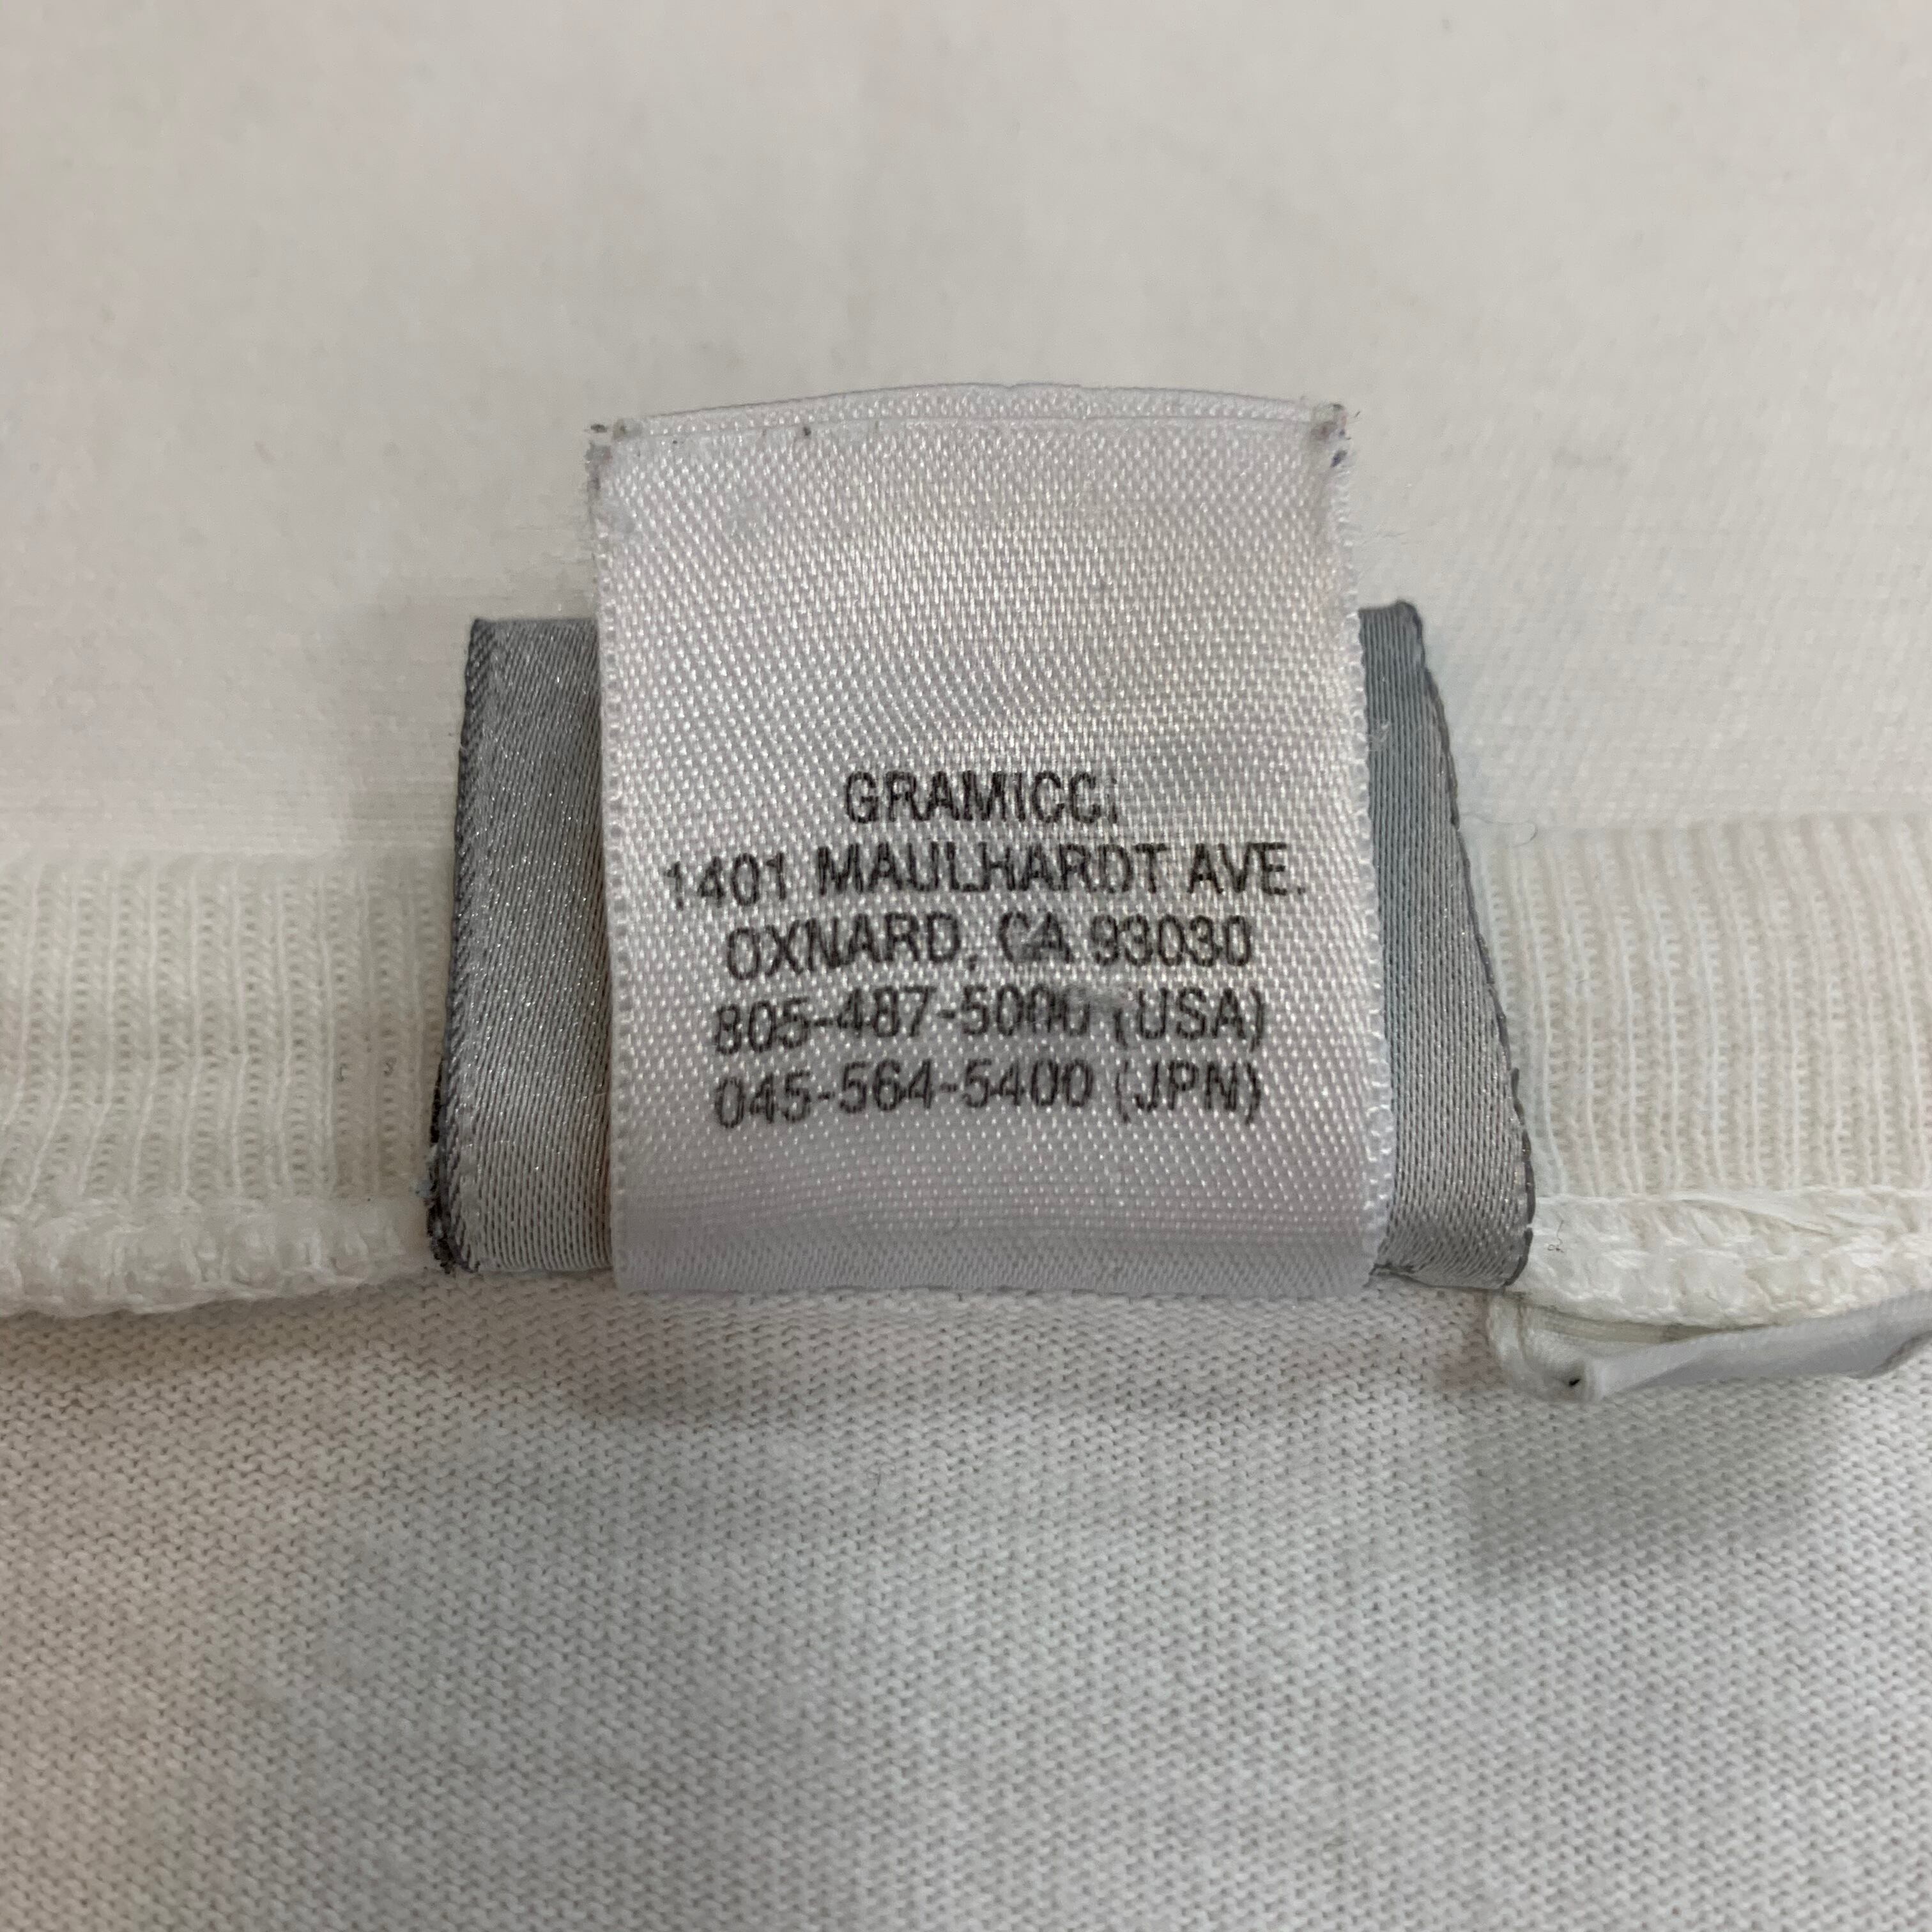 GRAMICCi
1401 MAULHARDT AVE.
OXNARD, CA 93030
805-487-5000 (USA)
045-564-5400 (JPN)